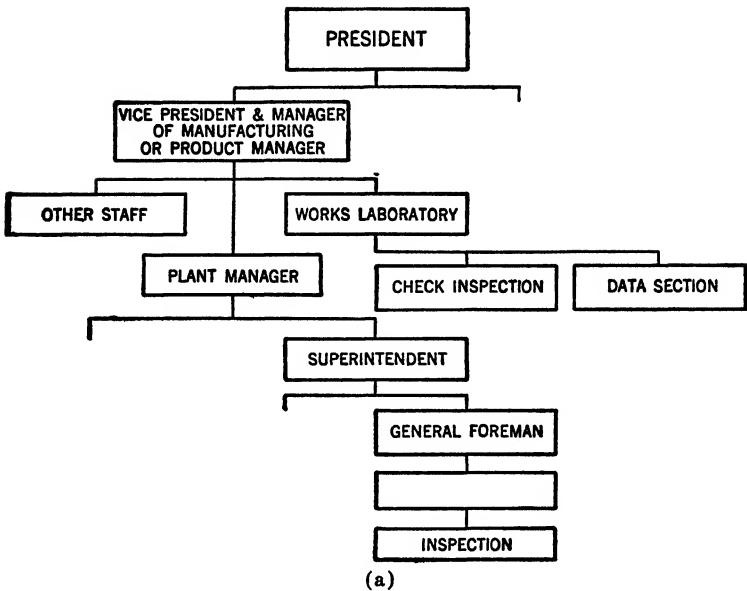 PRESIDENT
VICE PRESIDENT & MANAGER
OF MANUFACTURING
OR PRODUCT MANAGER
OTHER STAFF
WORKS LABORATORY
PLANT MANAGER
CHECK INSPECTION
DATA SECTION
SUPERINTENDENT
GENERAL FOREMAN
INSPECTION
(a)